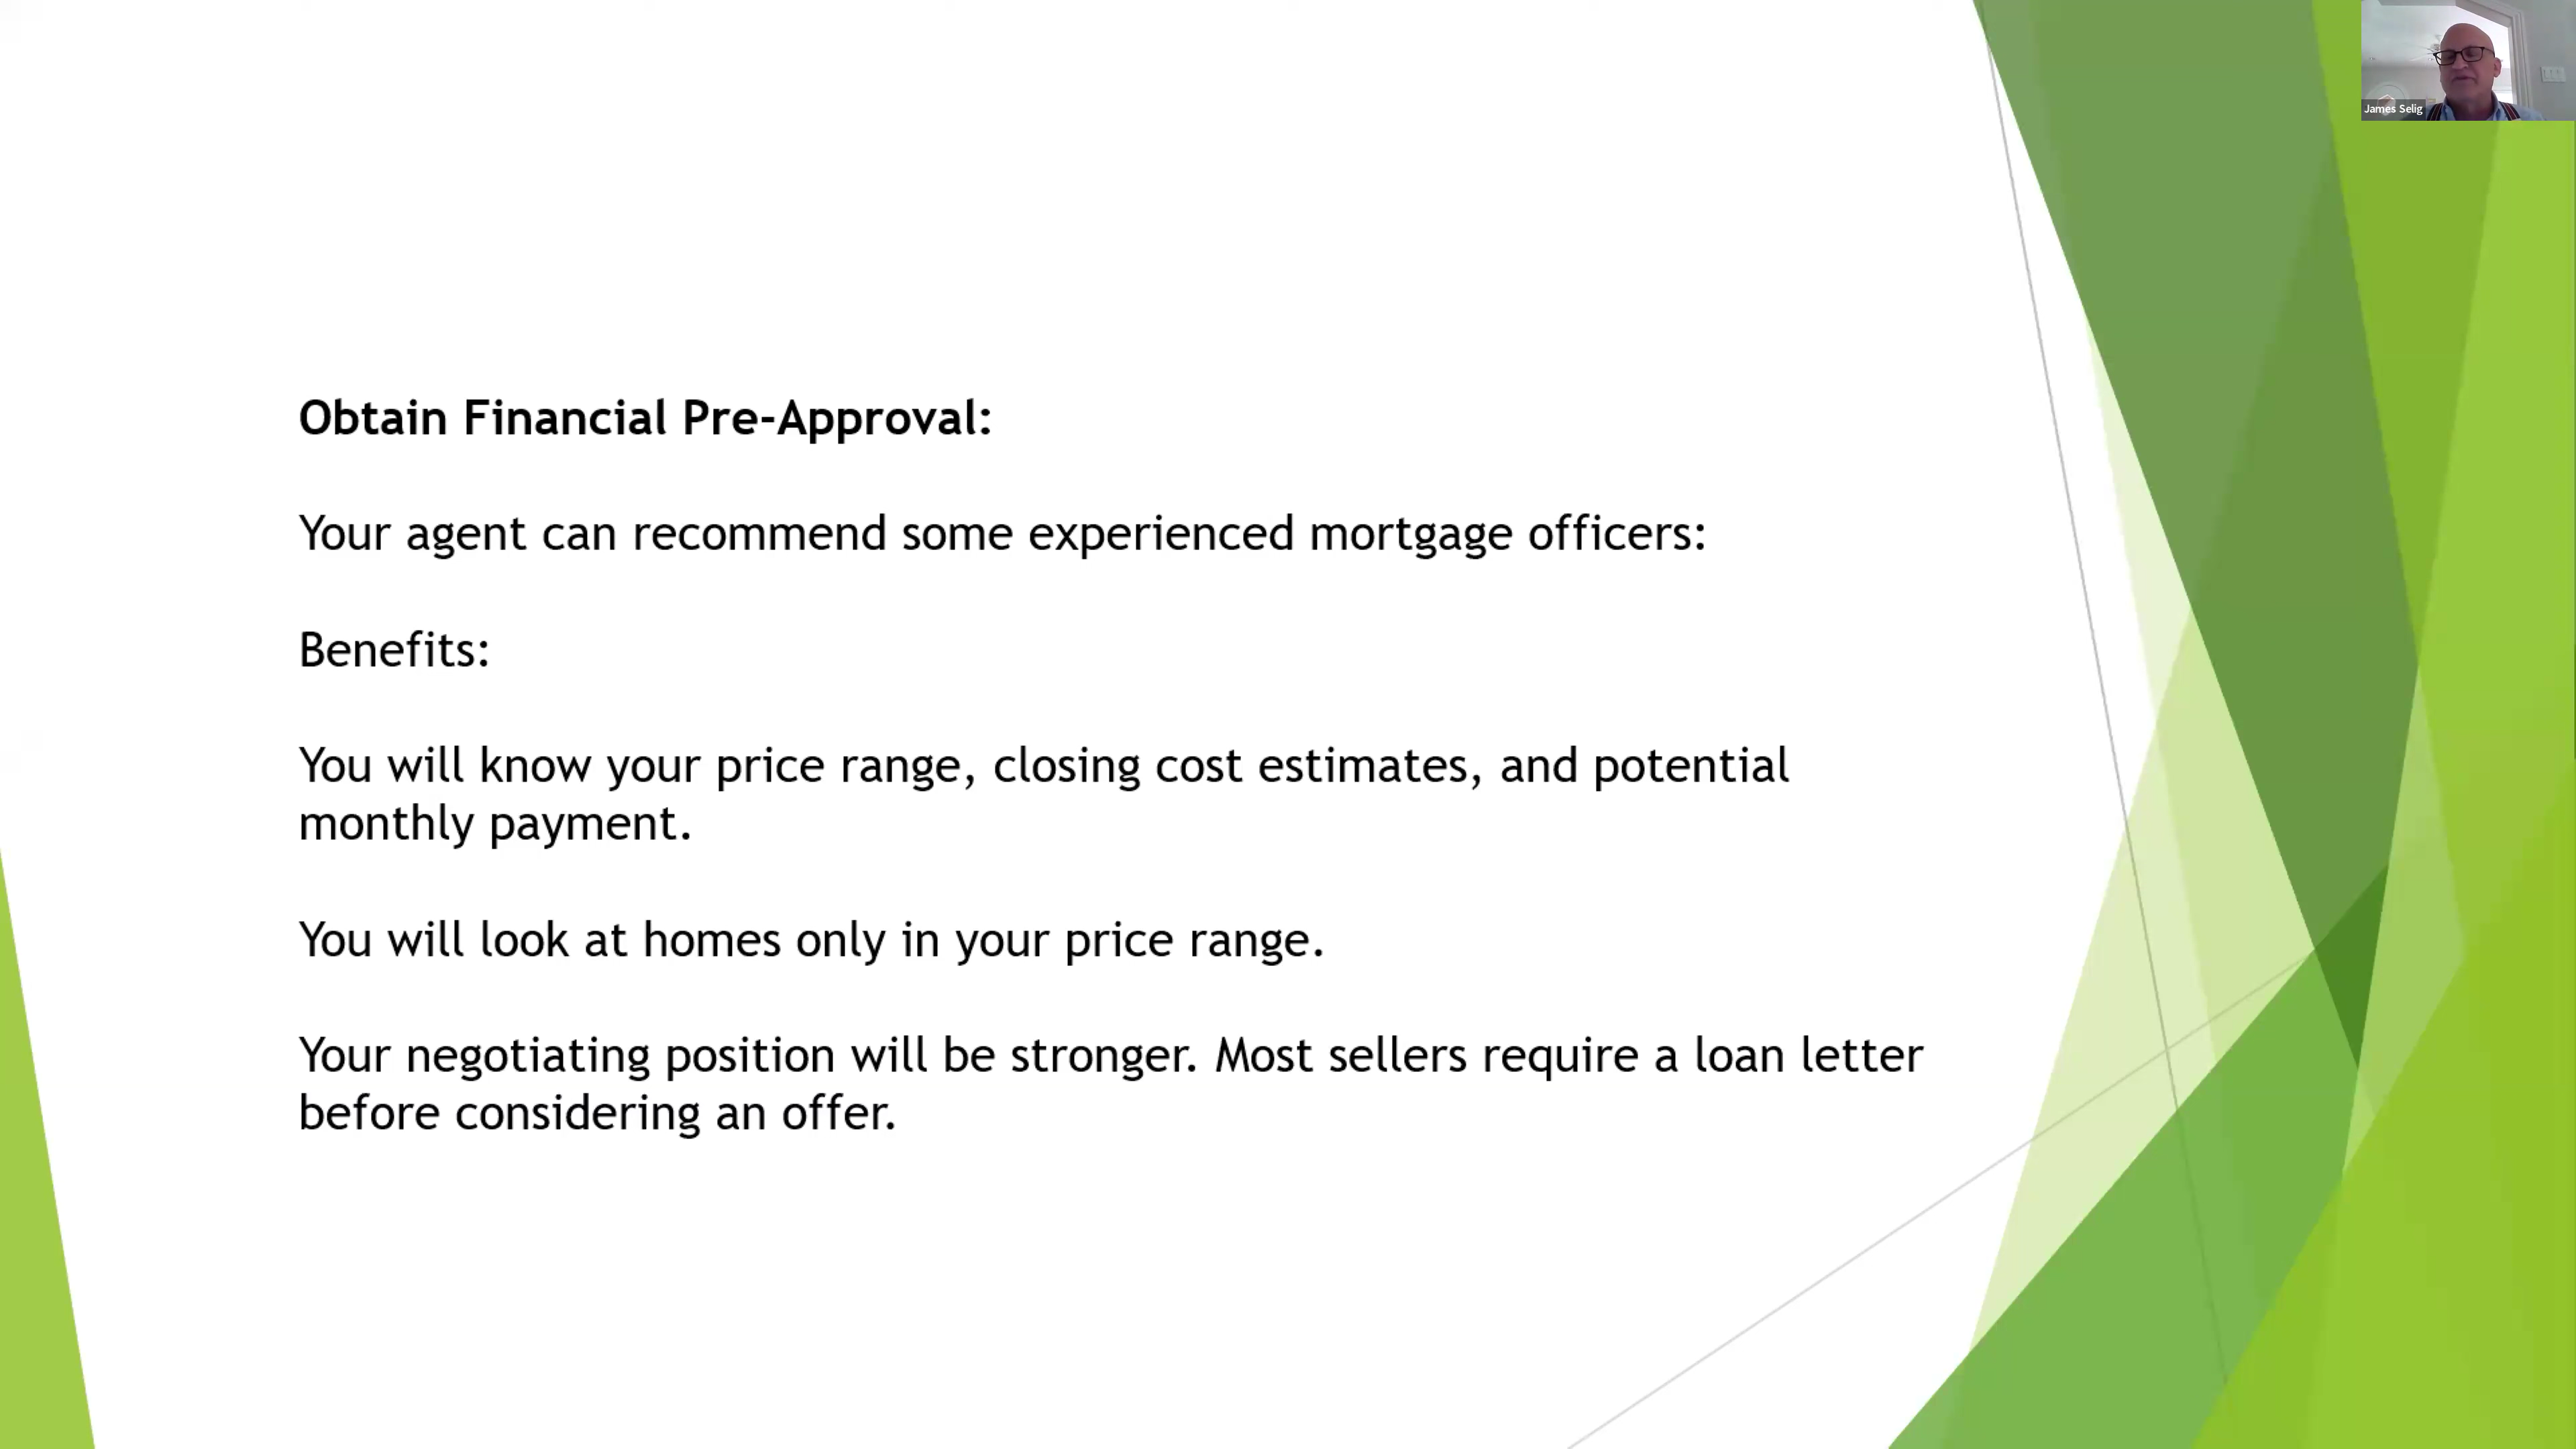 James Selig
Obtain Financial Pre-Approval:
Your agent can recommend some experienced mortgage officers:
Benefits:
You will know your price range, closing cost estimates, and potential
monthly payment.
You will look at homes only in your price range.
Your negotiating position will be stronger. Most sellers require a loan letter
before considering an offer.